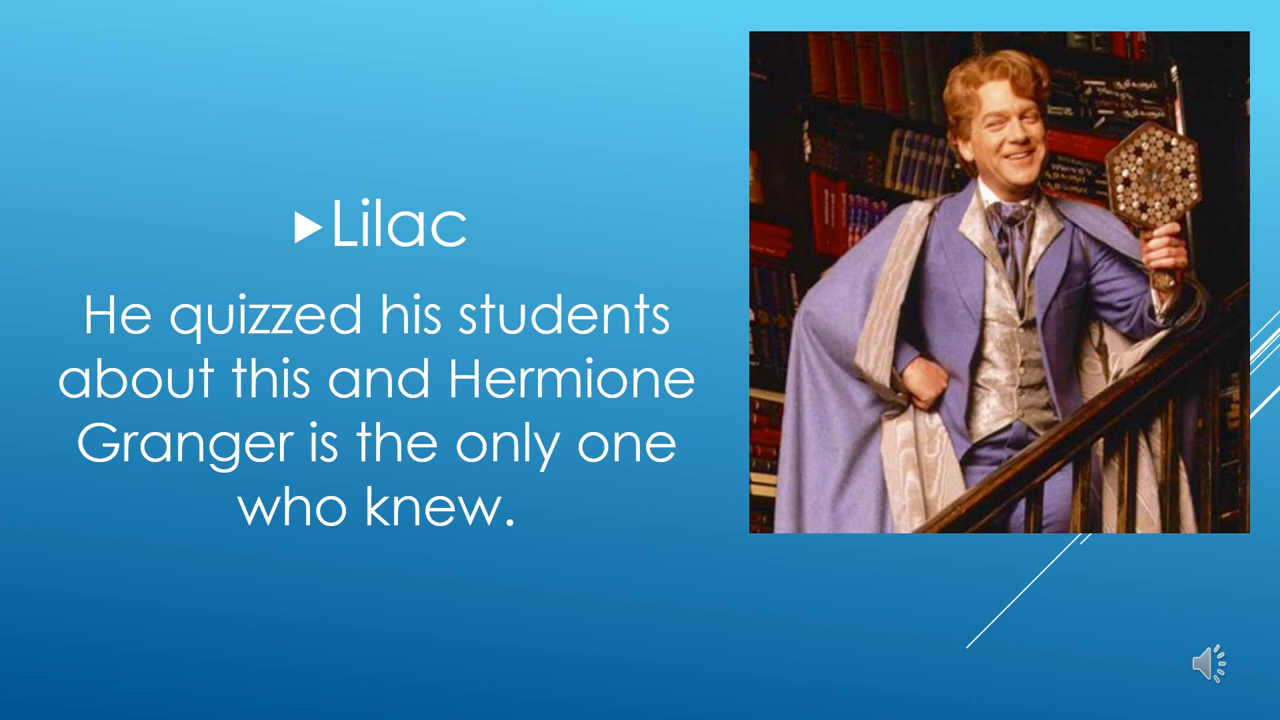 Lilac
He quizzed his students
about this and Hermione
Granger is the only one
who knew.